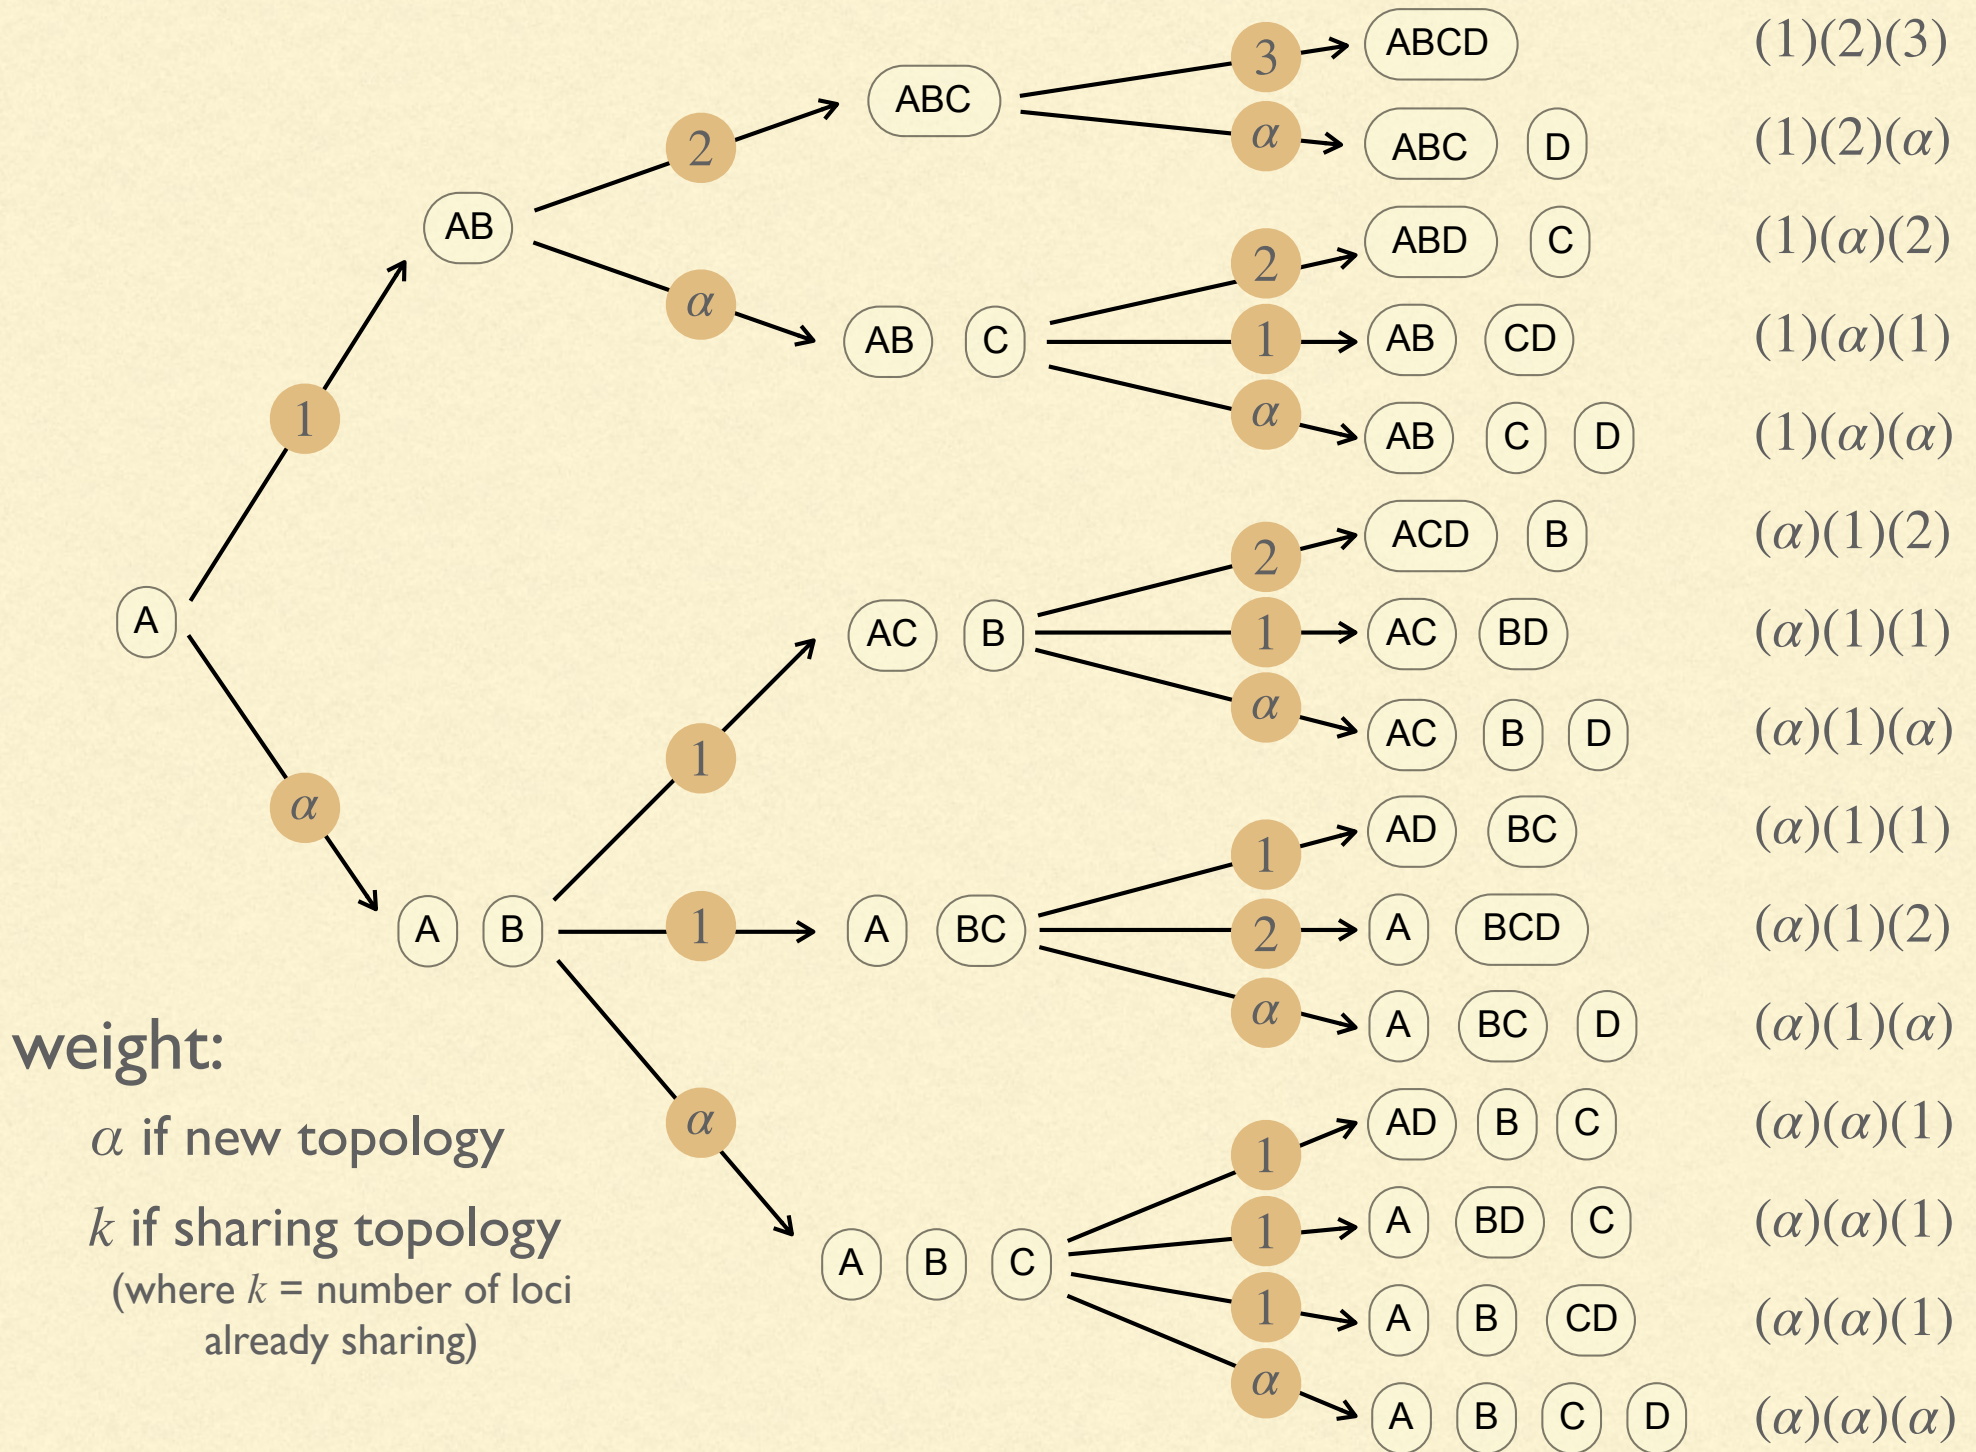 3 ABCD (1)(2)(3)
ABC
2 α ABC D (1)(2)(α)
AB
2 ABD C (1)(α)(2)
α AB C 1 AB CD (1)(α)(1)
1 α AB C D (1)(α)(α)
2 ACD B (α)(1)(2)
A AC B 1 AC BD (α)(1)(1)
α AC B D (α)(1)(α)
1
α 1 AD BC (α)(1)(1)
A B 1 A BC 2 A BCD (α)(1)(2)
α A BC D (α)(1)(α)
weight:
α if new topology
α 1 AD B C (α)(α)(1)
k if sharing topology
1 A BD C (α)(α)(1)
A B C
(where k = number of loci
already sharing)
1 A B CD (α)(α)(1)
α A B C D (α)(α)(α)